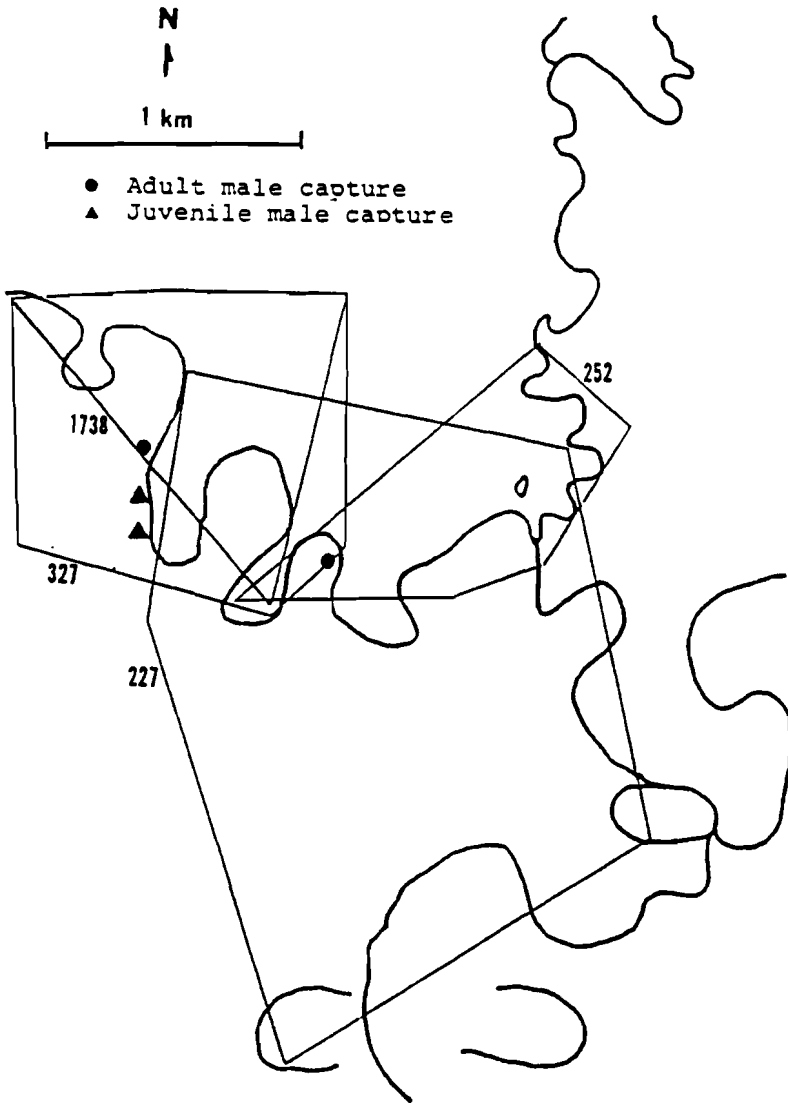 N
1 km
● Adult male capture
▲ Juvenile male capture
252
1738
327
227